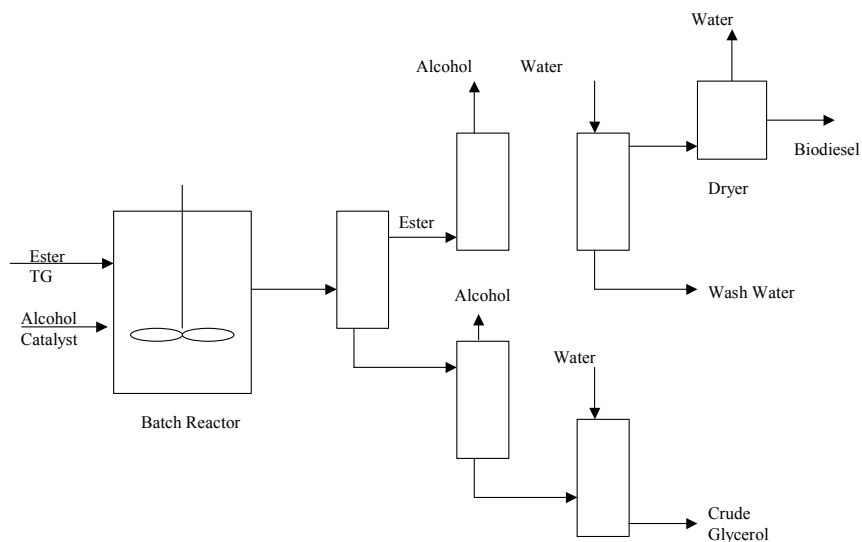 Water
Alcohol
Water
Biodiesel
Dryer
Ester
Ester
TG
Alcohol
Wash Water
Alcohol
Catalyst
Water
Batch Reactor
Crude
Glycerol